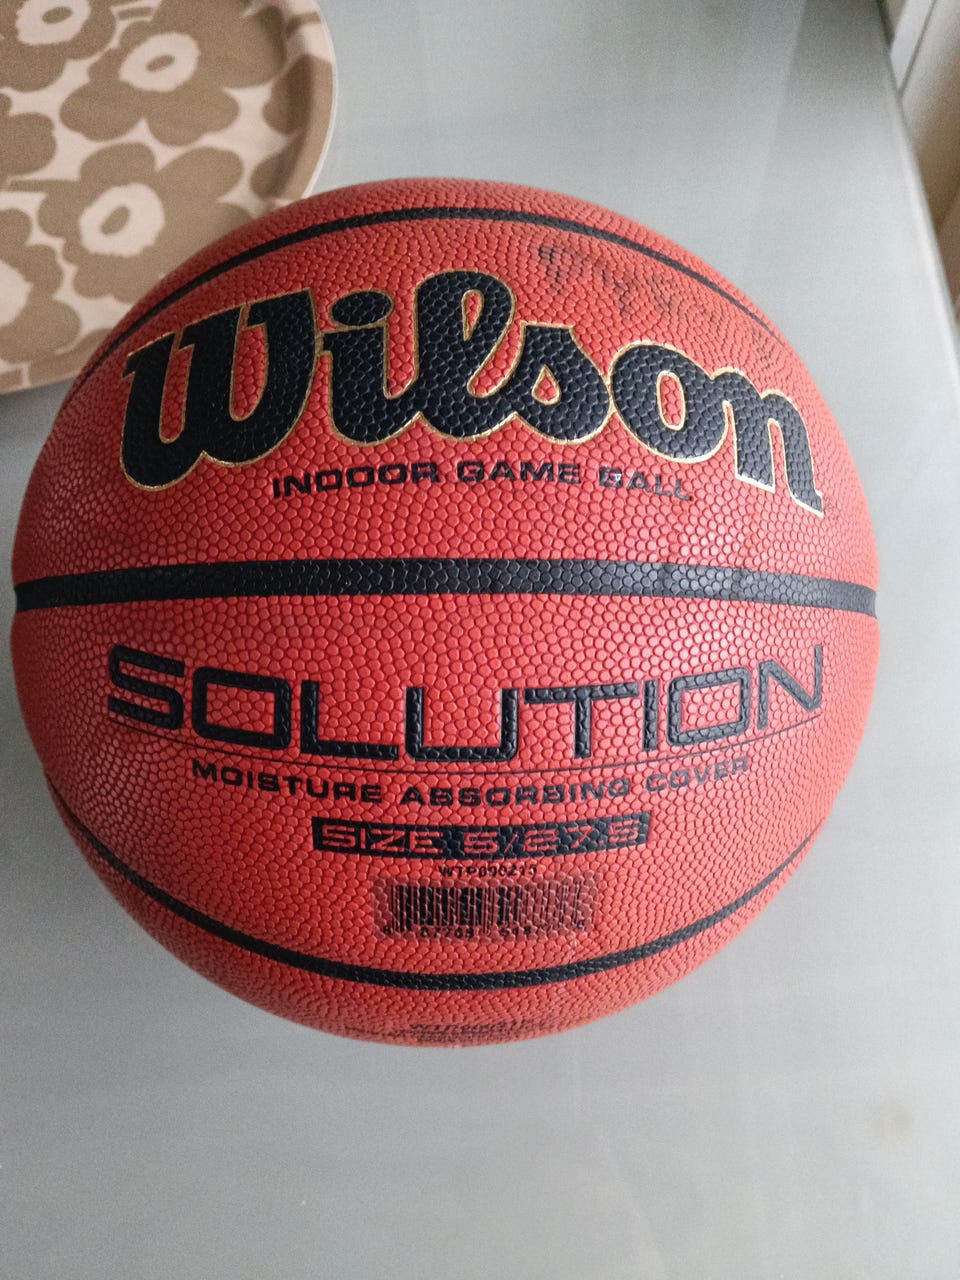 Wilson
INDOOR GAME BALL
SOLUTION
MOISTURE ABSORBING COVER
SIZE 5/27.5